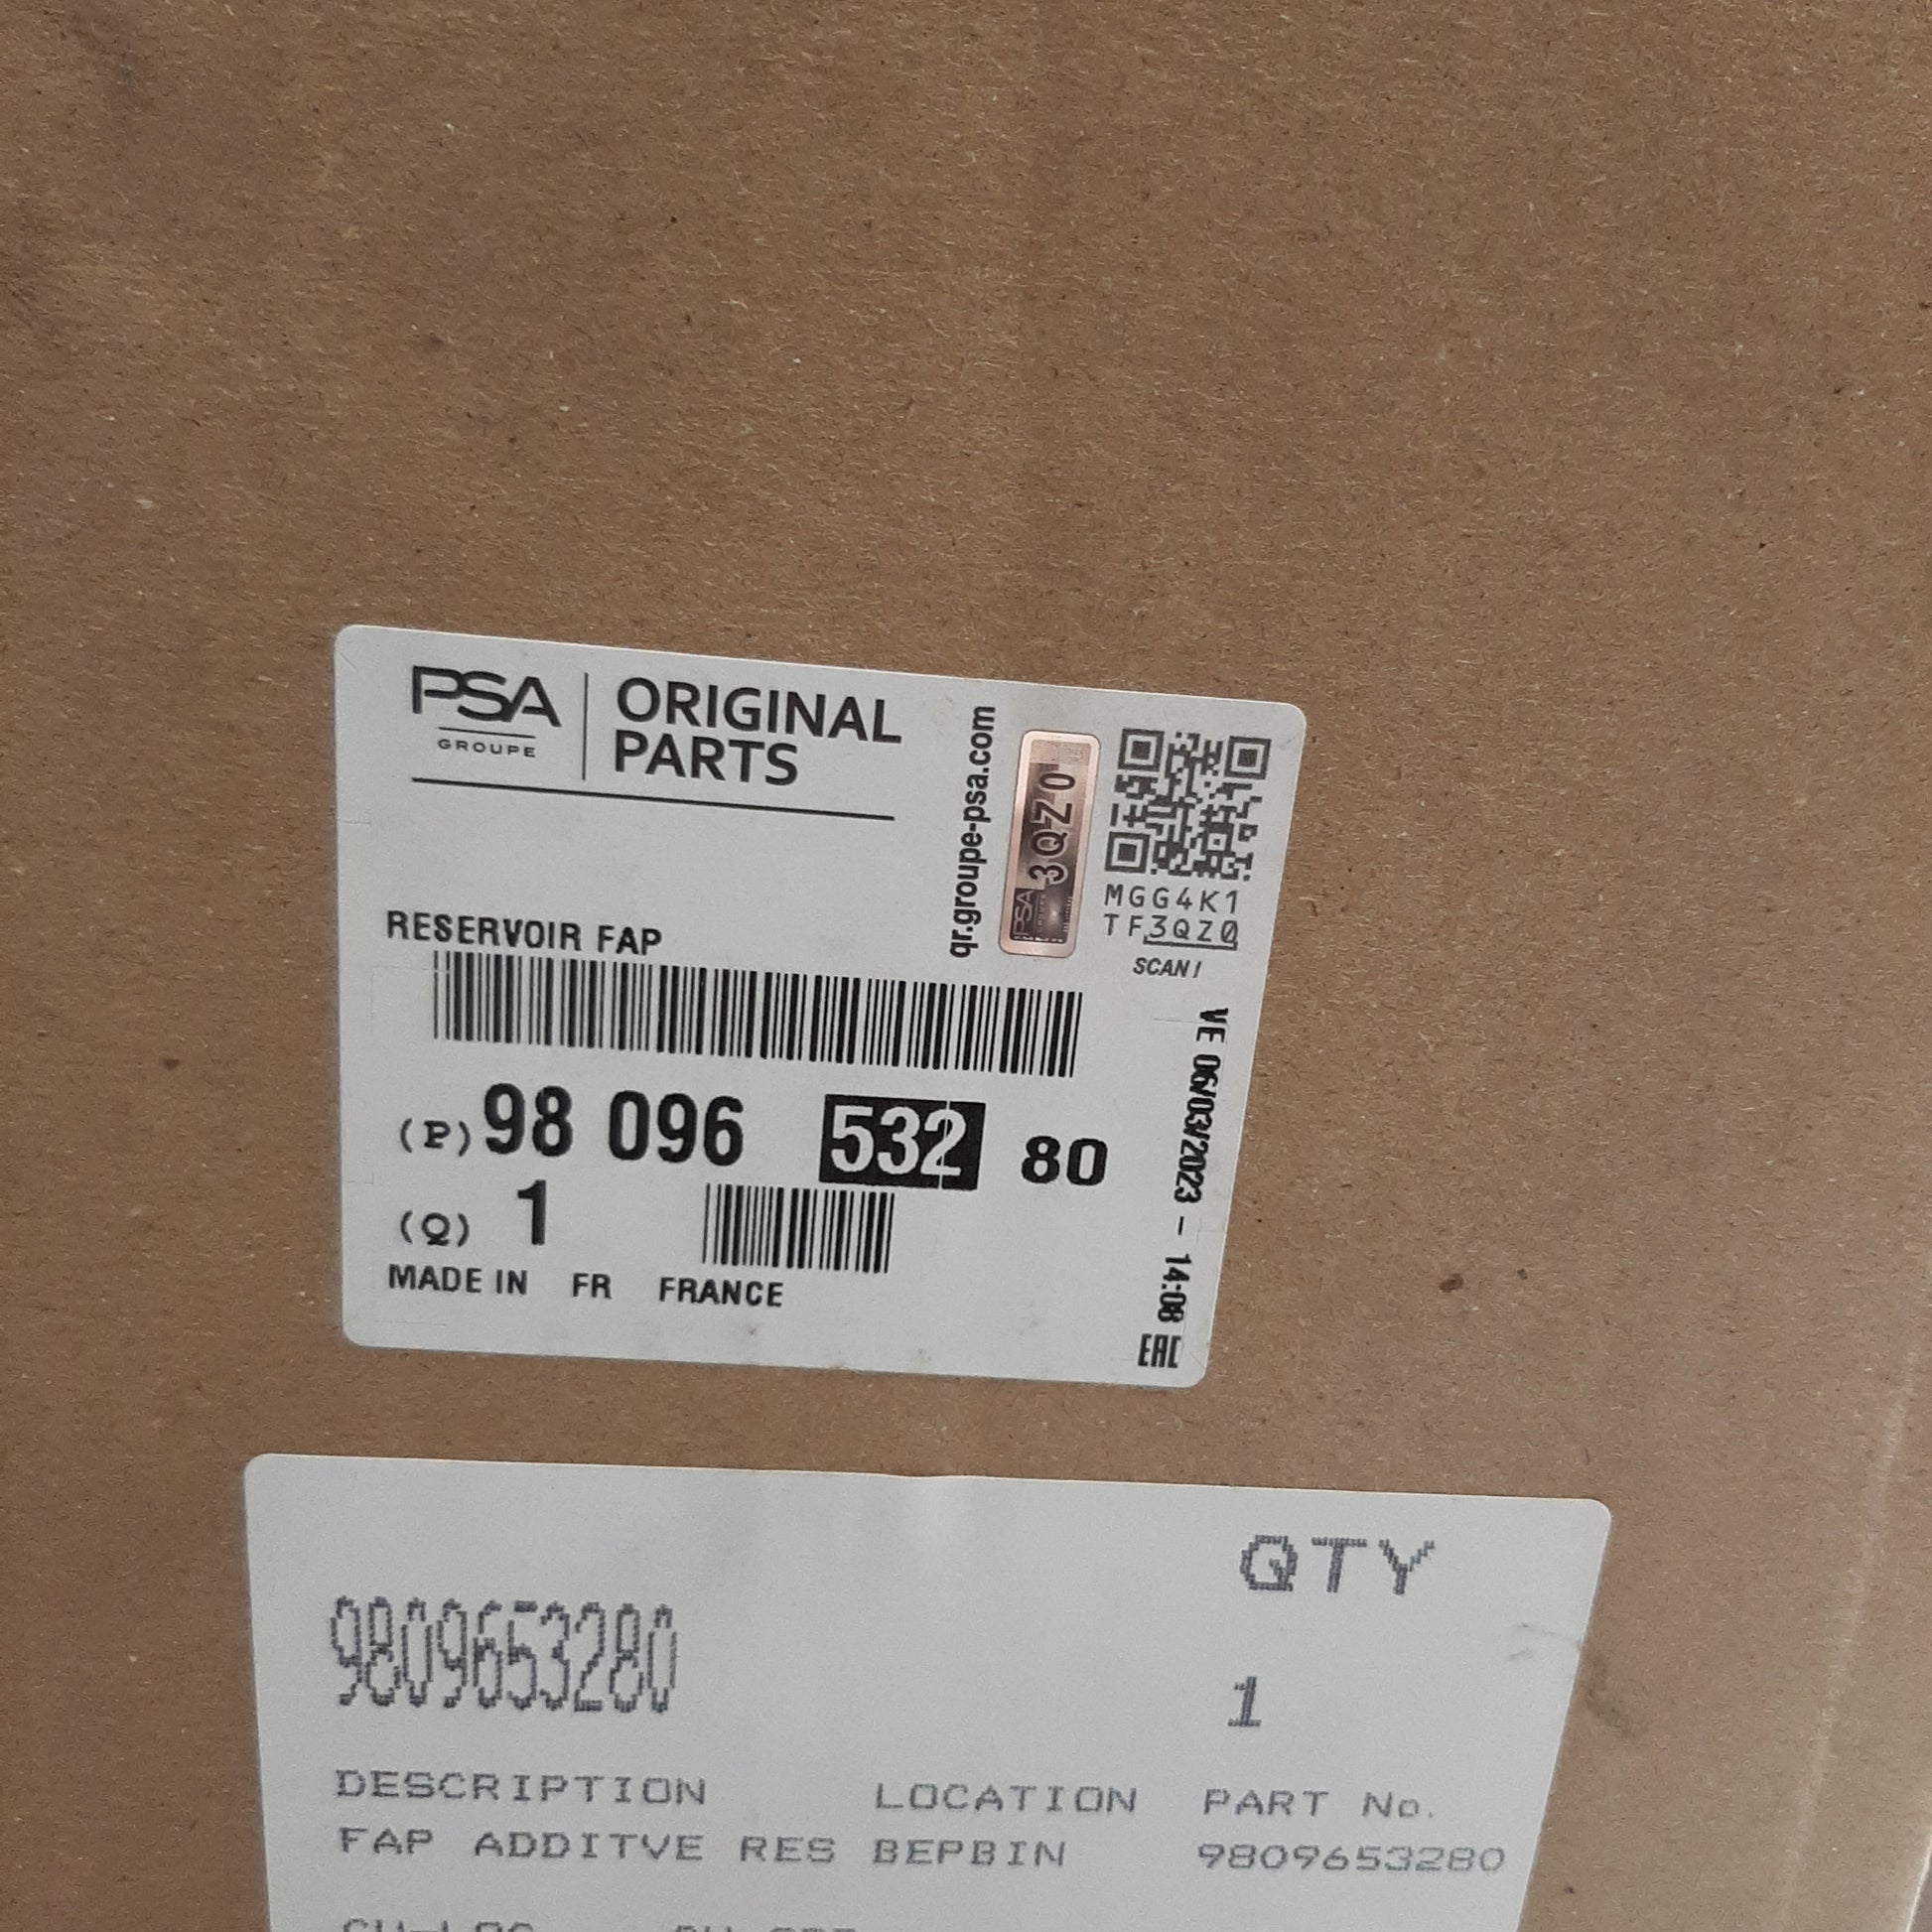 PSA
GROUPE
ORIGINAL
PARTS
qr.groupe-psa.com
PSA
3QZ0
MGG4K1
TF3QZ0
SCAN!
RESERVOIR FAP
(P) 98 096 532 80
(Q) 1
MADE IN FR FRANCE
VE 06/03/2023 - 14:08
EAC
QTY
9809653280
1
DESCRIPTION LOCATION PART No.
FAP ADDITVE RES BEPBIN 9809653280